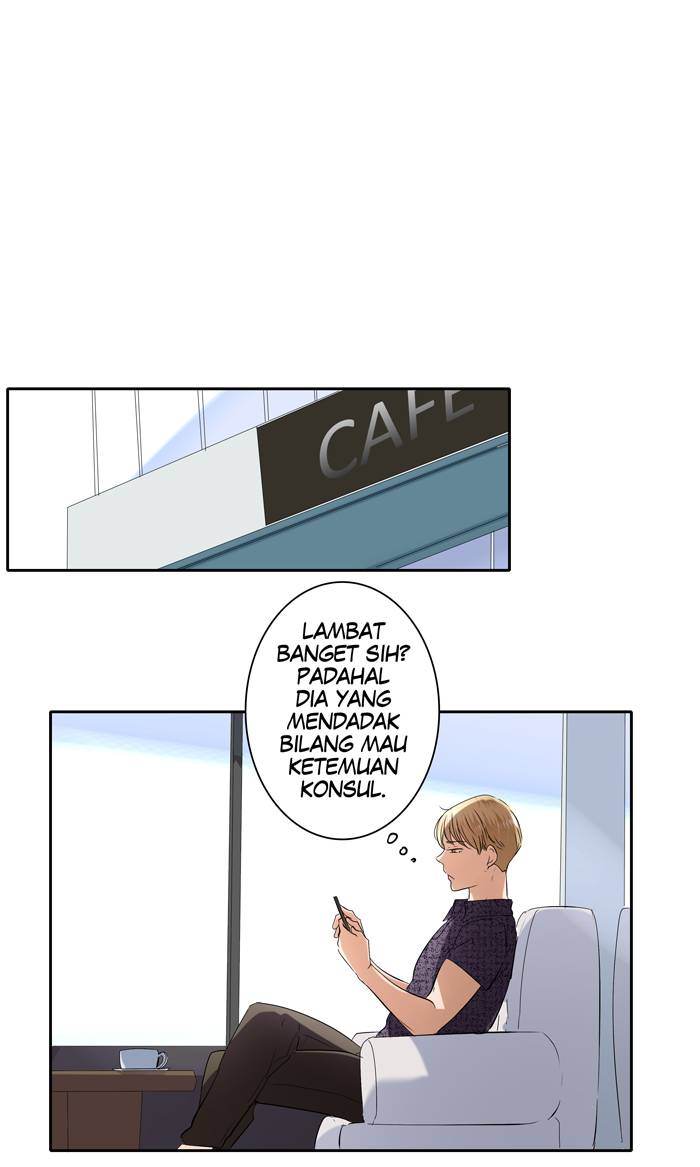 CAFE
LAMBAT
BANGET SIH?
PADAHAL
DIA YANG
MENDADAK
BILANG MAU
KETEMUAN
KONSUL.